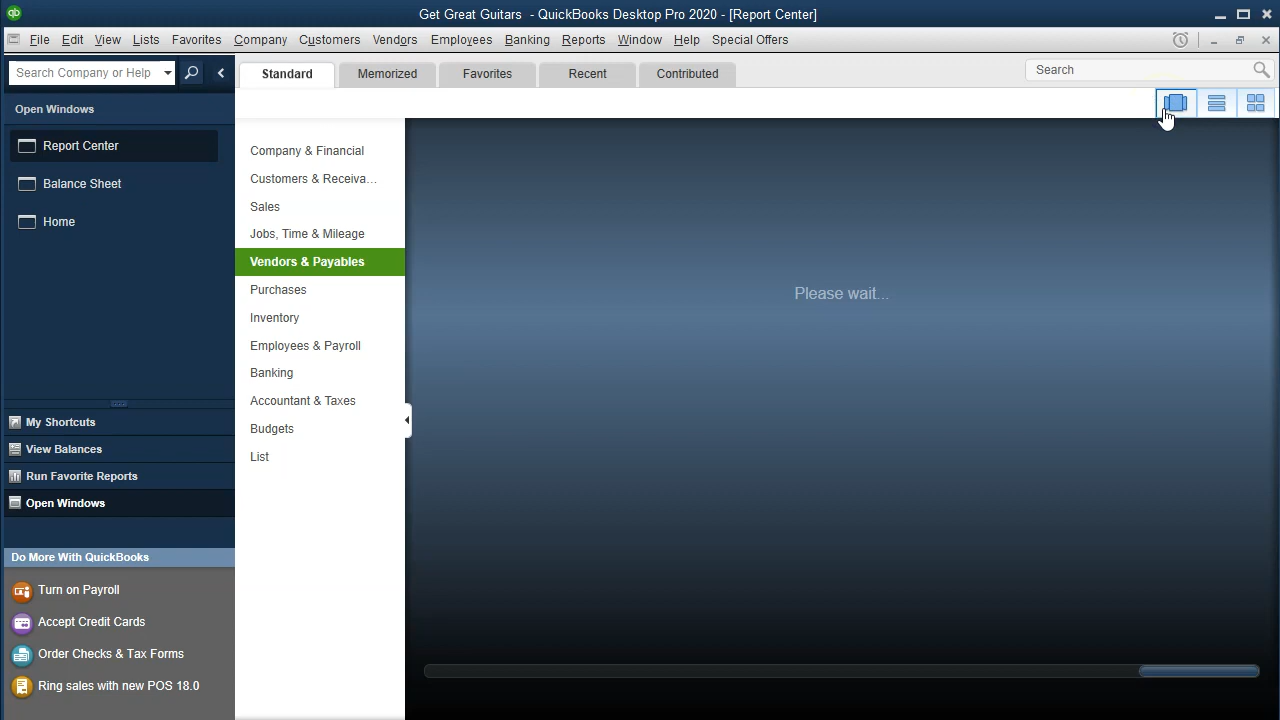 Get Great Guitars - QuickBooks Desktop Pro 2020 - [Report Center]
File Edit View Lists Favorites Company Customers Vendors Employees Banking Reports Window Help Special Offers
Search Company or Help
Standard Memorized Favorites Recent Contributed
Search
Open Windows
Report Center
Balance Sheet
Home
My Shortcuts
View Balances
Run Favorite Reports
Open Windows
Do More With QuickBooks
Turn on Payroll
Accept Credit Cards
Order Checks & Tax Forms
Ring sales with new POS 18.0
Company & Financial
Customers & Receiva...
Sales
Jobs, Time & Mileage
Vendors & Payables
Purchases
Inventory
Employees & Payroll
Banking
Accountant & Taxes
Budgets
List
Please wait...